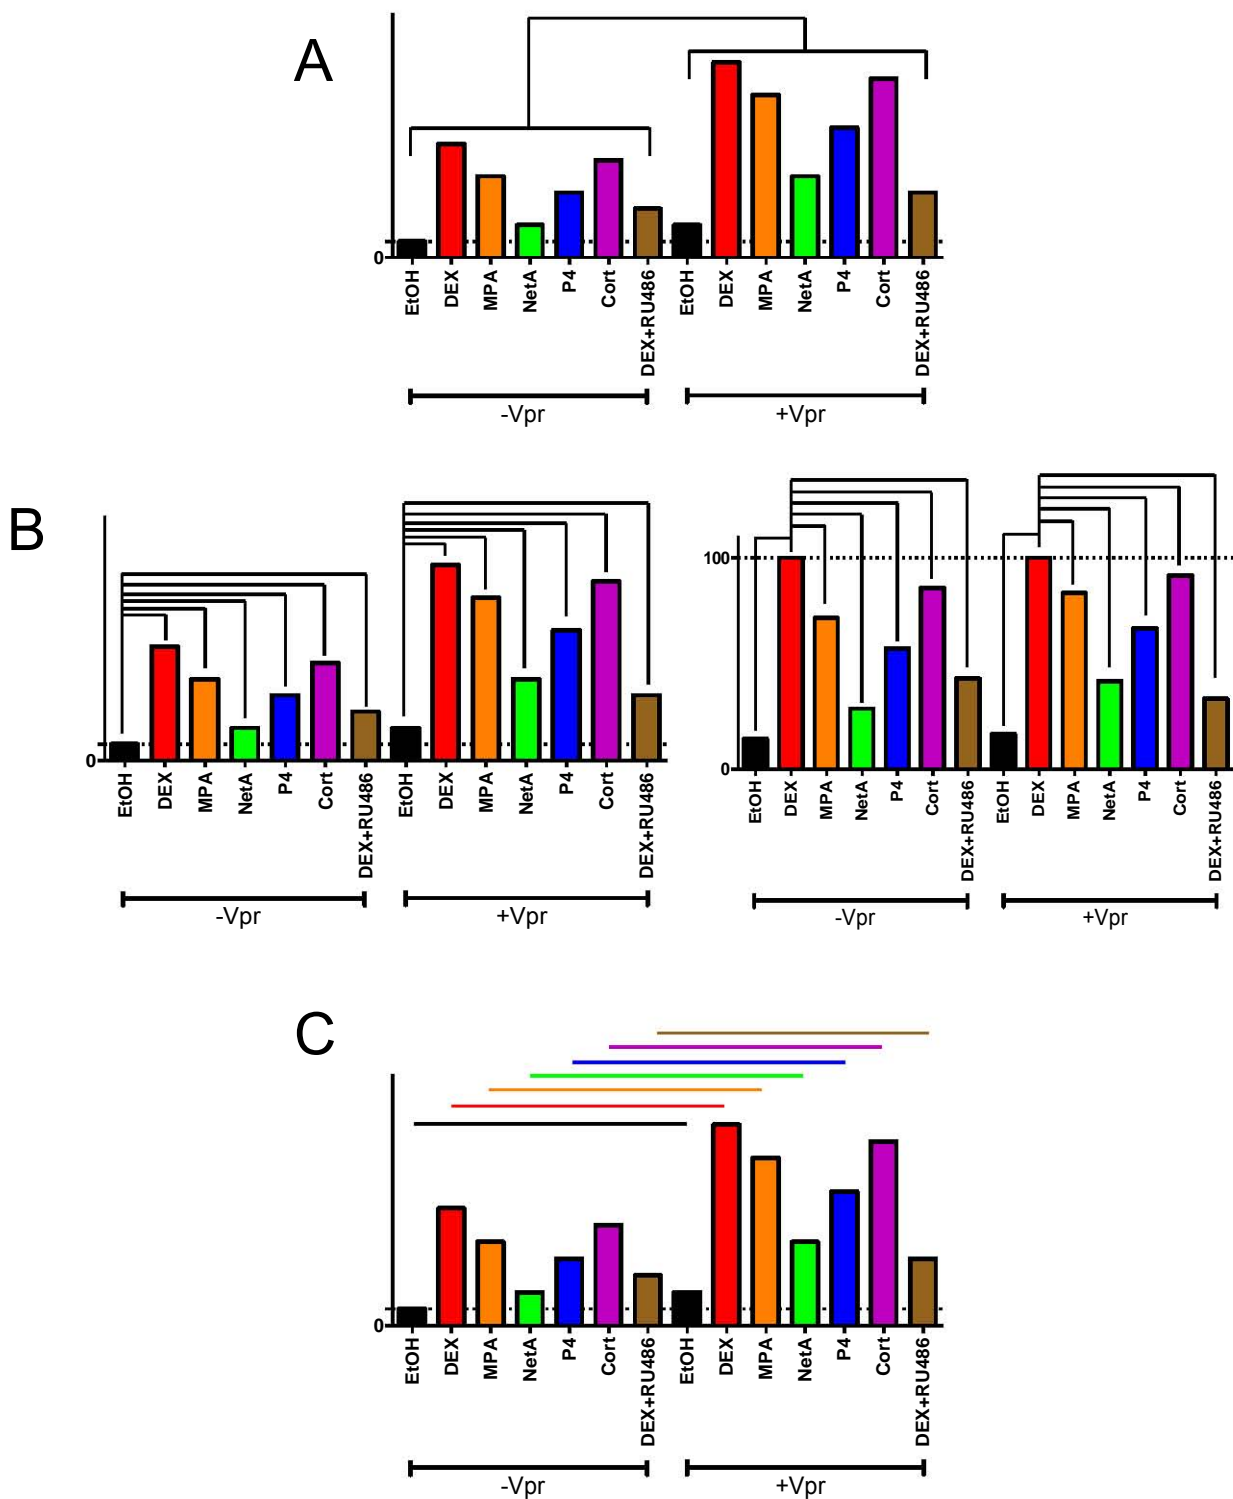 A
0
EtOH DEX MPA NetA P4 Cort DEX+RU486 EtOH DEX MPA NetA P4 Cort DEX+RU486
-Vpr +Vpr
B
0
EtOH DEX MPA NetA P4 Cort DEX+RU486 EtOH DEX MPA NetA P4 Cort DEX+RU486
-Vpr +Vpr
100
0
EtOH DEX MPA NetA P4 Cort DEX+RU486 EtOH DEX MPA NetA P4 Cort DEX+RU486
-Vpr +Vpr
C
0
EtOH DEX MPA NetA P4 Cort DEX+RU486 EtOH DEX MPA NetA P4 Cort DEX+RU486
-Vpr +Vpr